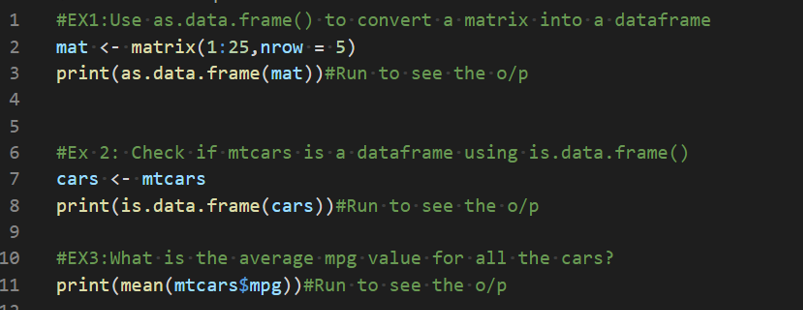 1 #EX1:Use as.data.frame() to convert a matrix into a dataframe
2 mat <- matrix(1:25,nrow = 5)
3 print(as.data.frame(mat))#Run to see the o/p
4
5
6 #Ex 2: Check if mtcars is a dataframe using is.data.frame()
7 cars <- mtcars
8 print(is.data.frame(cars))#Run to see the o/p
9
10 #EX3:What is the average mpg value for all the cars?
11 print(mean(mtcars$mpg))#Run to see the o/p